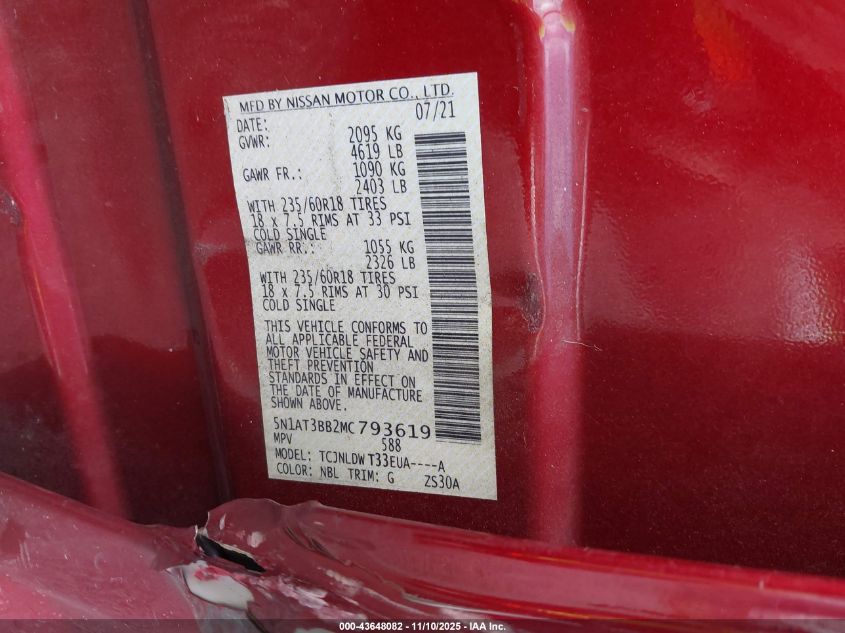 MFD BY NISSAN MOTOR CO., LTD.
DATE: 07/21
GVWR: 2095 KG
4619 LB
GAWR FR.: 1090 KG
2403 LB
WITH 235/60R18 TIRES
18 x 7.5 RIMS AT 33 PSI
COLD SINGLE
GAWR RR.: 1055 KG
2326 LB
WITH 235/60R18 TIRES
18 x 7.5 RIMS AT 30 PSI
COLD SINGLE
THIS VEHICLE CONFORMS TO
ALL APPLICABLE FEDERAL
MOTOR VEHICLE SAFETY AND
THEFT PREVENTION
STANDARDS IN EFFECT ON
THE DATE OF MANUFACTURE
SHOWN ABOVE.
5N1AT3BB2MC793619
MPV 588
MODEL: TCJNLDWT33EUA----A
COLOR: NBL TRIM: G ZS30A
000-43648082 - 11/10/2025 - IAA Inc.